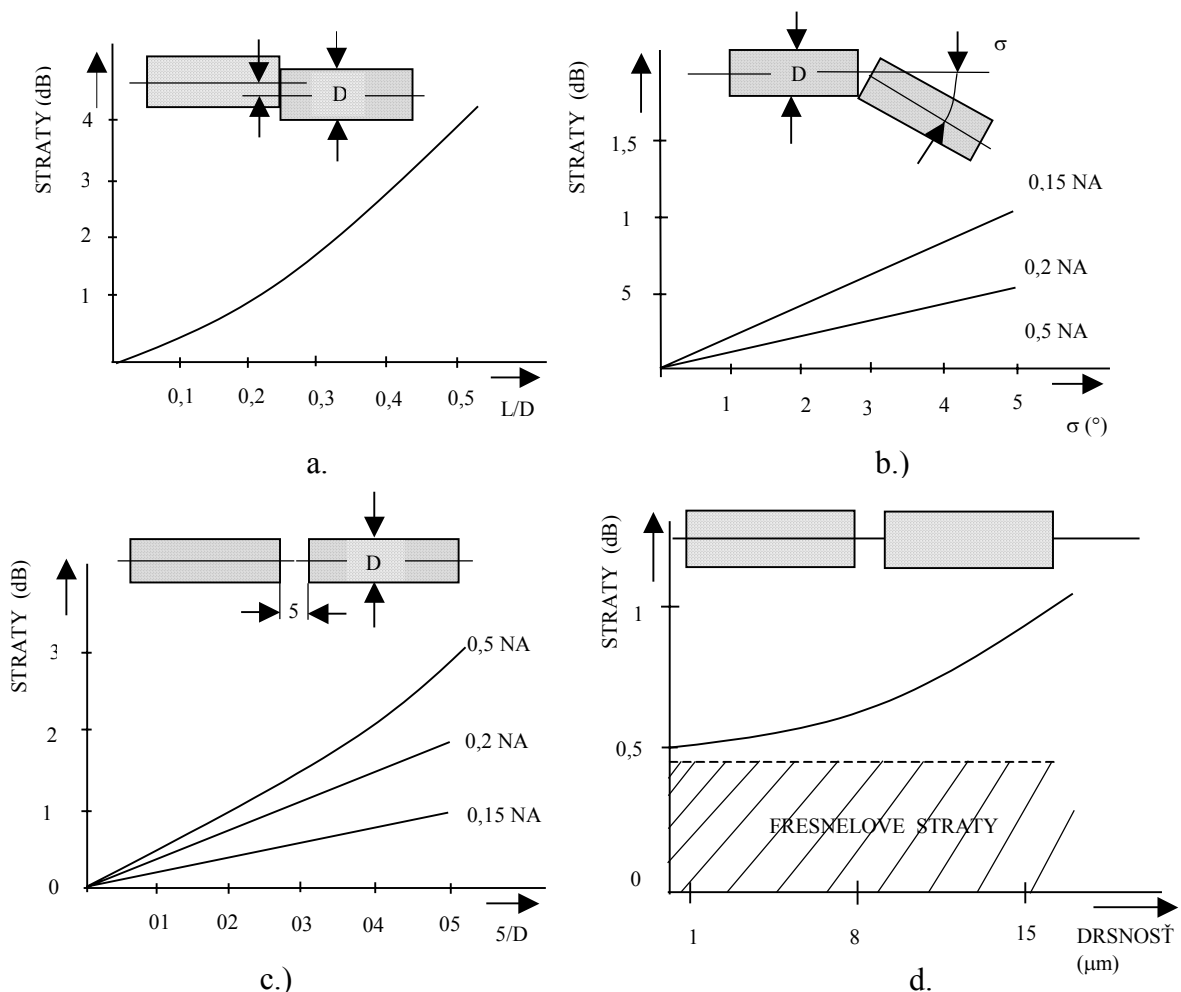 STRATY (dB)
D
4
3
2
1
0,1
0,2
0,3
0,4
0,5
L/D
a.
STRATY (dB)
D
σ
1,5
1
5
0,15 NA
0,2 NA
0,5 NA
1
2
3
4
5
σ (°)
b.)
STRATY (dB)
D
5
3
2
1
0
0,5 NA
0,2 NA
0,15 NA
01
02
03
04
05
5/D
c.)
STRATY (dB)
1
0,5
0
FRESNELOVE STRATY
1
8
15
DRSNOSŤ
(μm)
d.